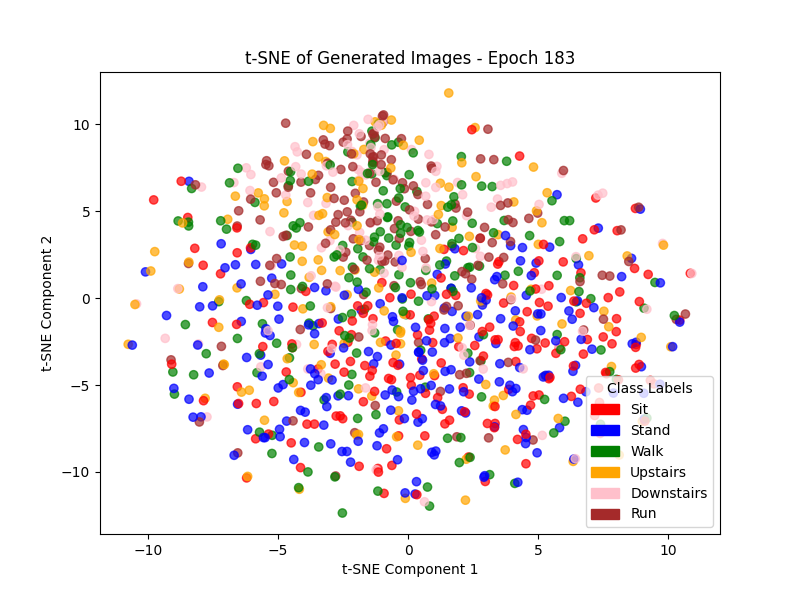 t-SNE of Generated Images - Epoch 183
t-SNE Component 2
10
5
0
−5
−10
−10
−5
0
5
10
t-SNE Component 1
Class Labels
Sit
Stand
Walk
Upstairs
Downstairs
Run